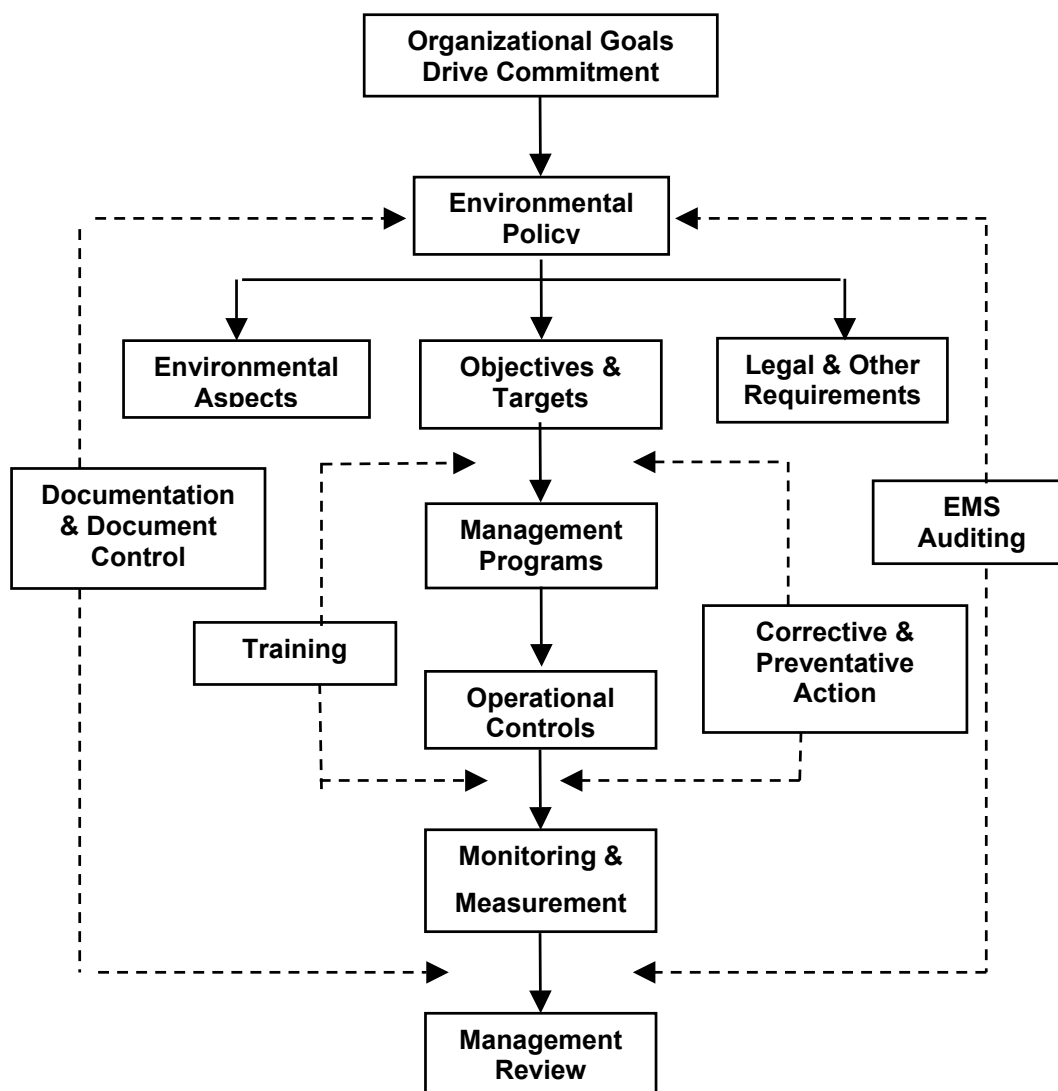 Organizational Goals
Drive Commitment
Environmental
Policy
Environmental
Aspects
Objectives &
Targets
Legal & Other
Requirements
Documentation
& Document
Control
Management
Programs
EMS
Auditing
Training
Corrective &
Preventative
Action
Operational
Controls
Monitoring &
Measurement
Management
Review